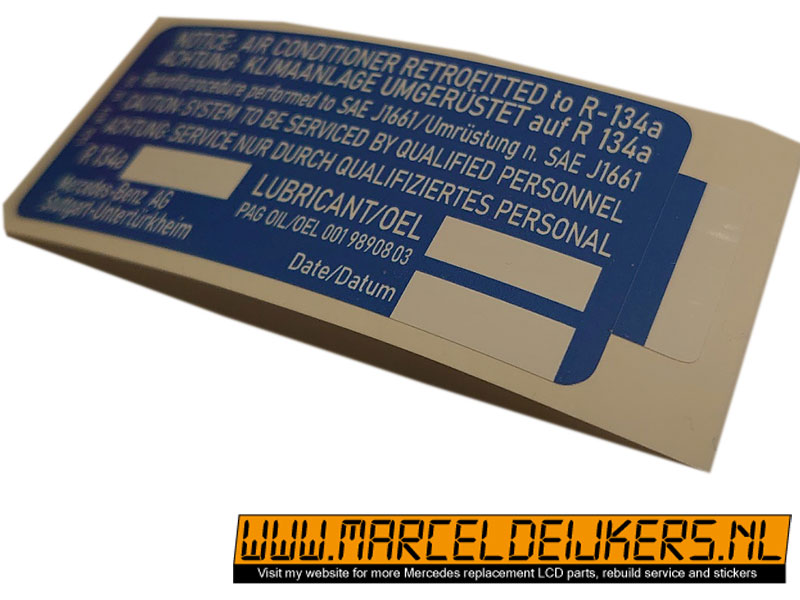 NOTICE: AIR CONDITIONER RETROFITTED to R-134a
ACHTUNG: KLIMAANLAGE UMGERÜSTET auf R 134a
Retrofitprocedure performed to SAE J1661/Umrüstung n. SAE J1661
CAUTION-SYSTEM TO BE SERVICED BY QUALIFIED PERSONNEL
ACHTUNG-SERVICE NUR DURCH QUALIFIZIERTES PERSONAL
R 134a
LUBRICANT/OEL
Mercedes-Benz AG
PAG OIL/OEL 001 9890803
Stuttgart-Untertürkheim
Date/Datum
WWW.MARCELDEIJKERS.NL
Visit my website for more Mercedes replacement LCD parts, rebuild service and stickers